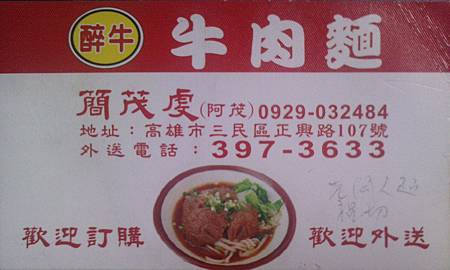 醉牛 牛肉麵
簡茂虔(阿茂)0929-032484
地址：高雄市三民區正興路107號
外送電話：397-3633
歡迎訂購 歡迎外送